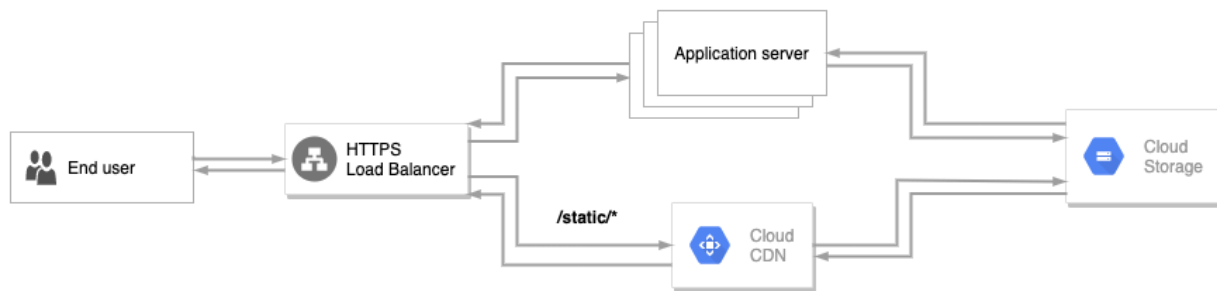 Application server
End user
HTTPS
Load Balancer
Cloud
Storage
/static/*
Cloud
CDN